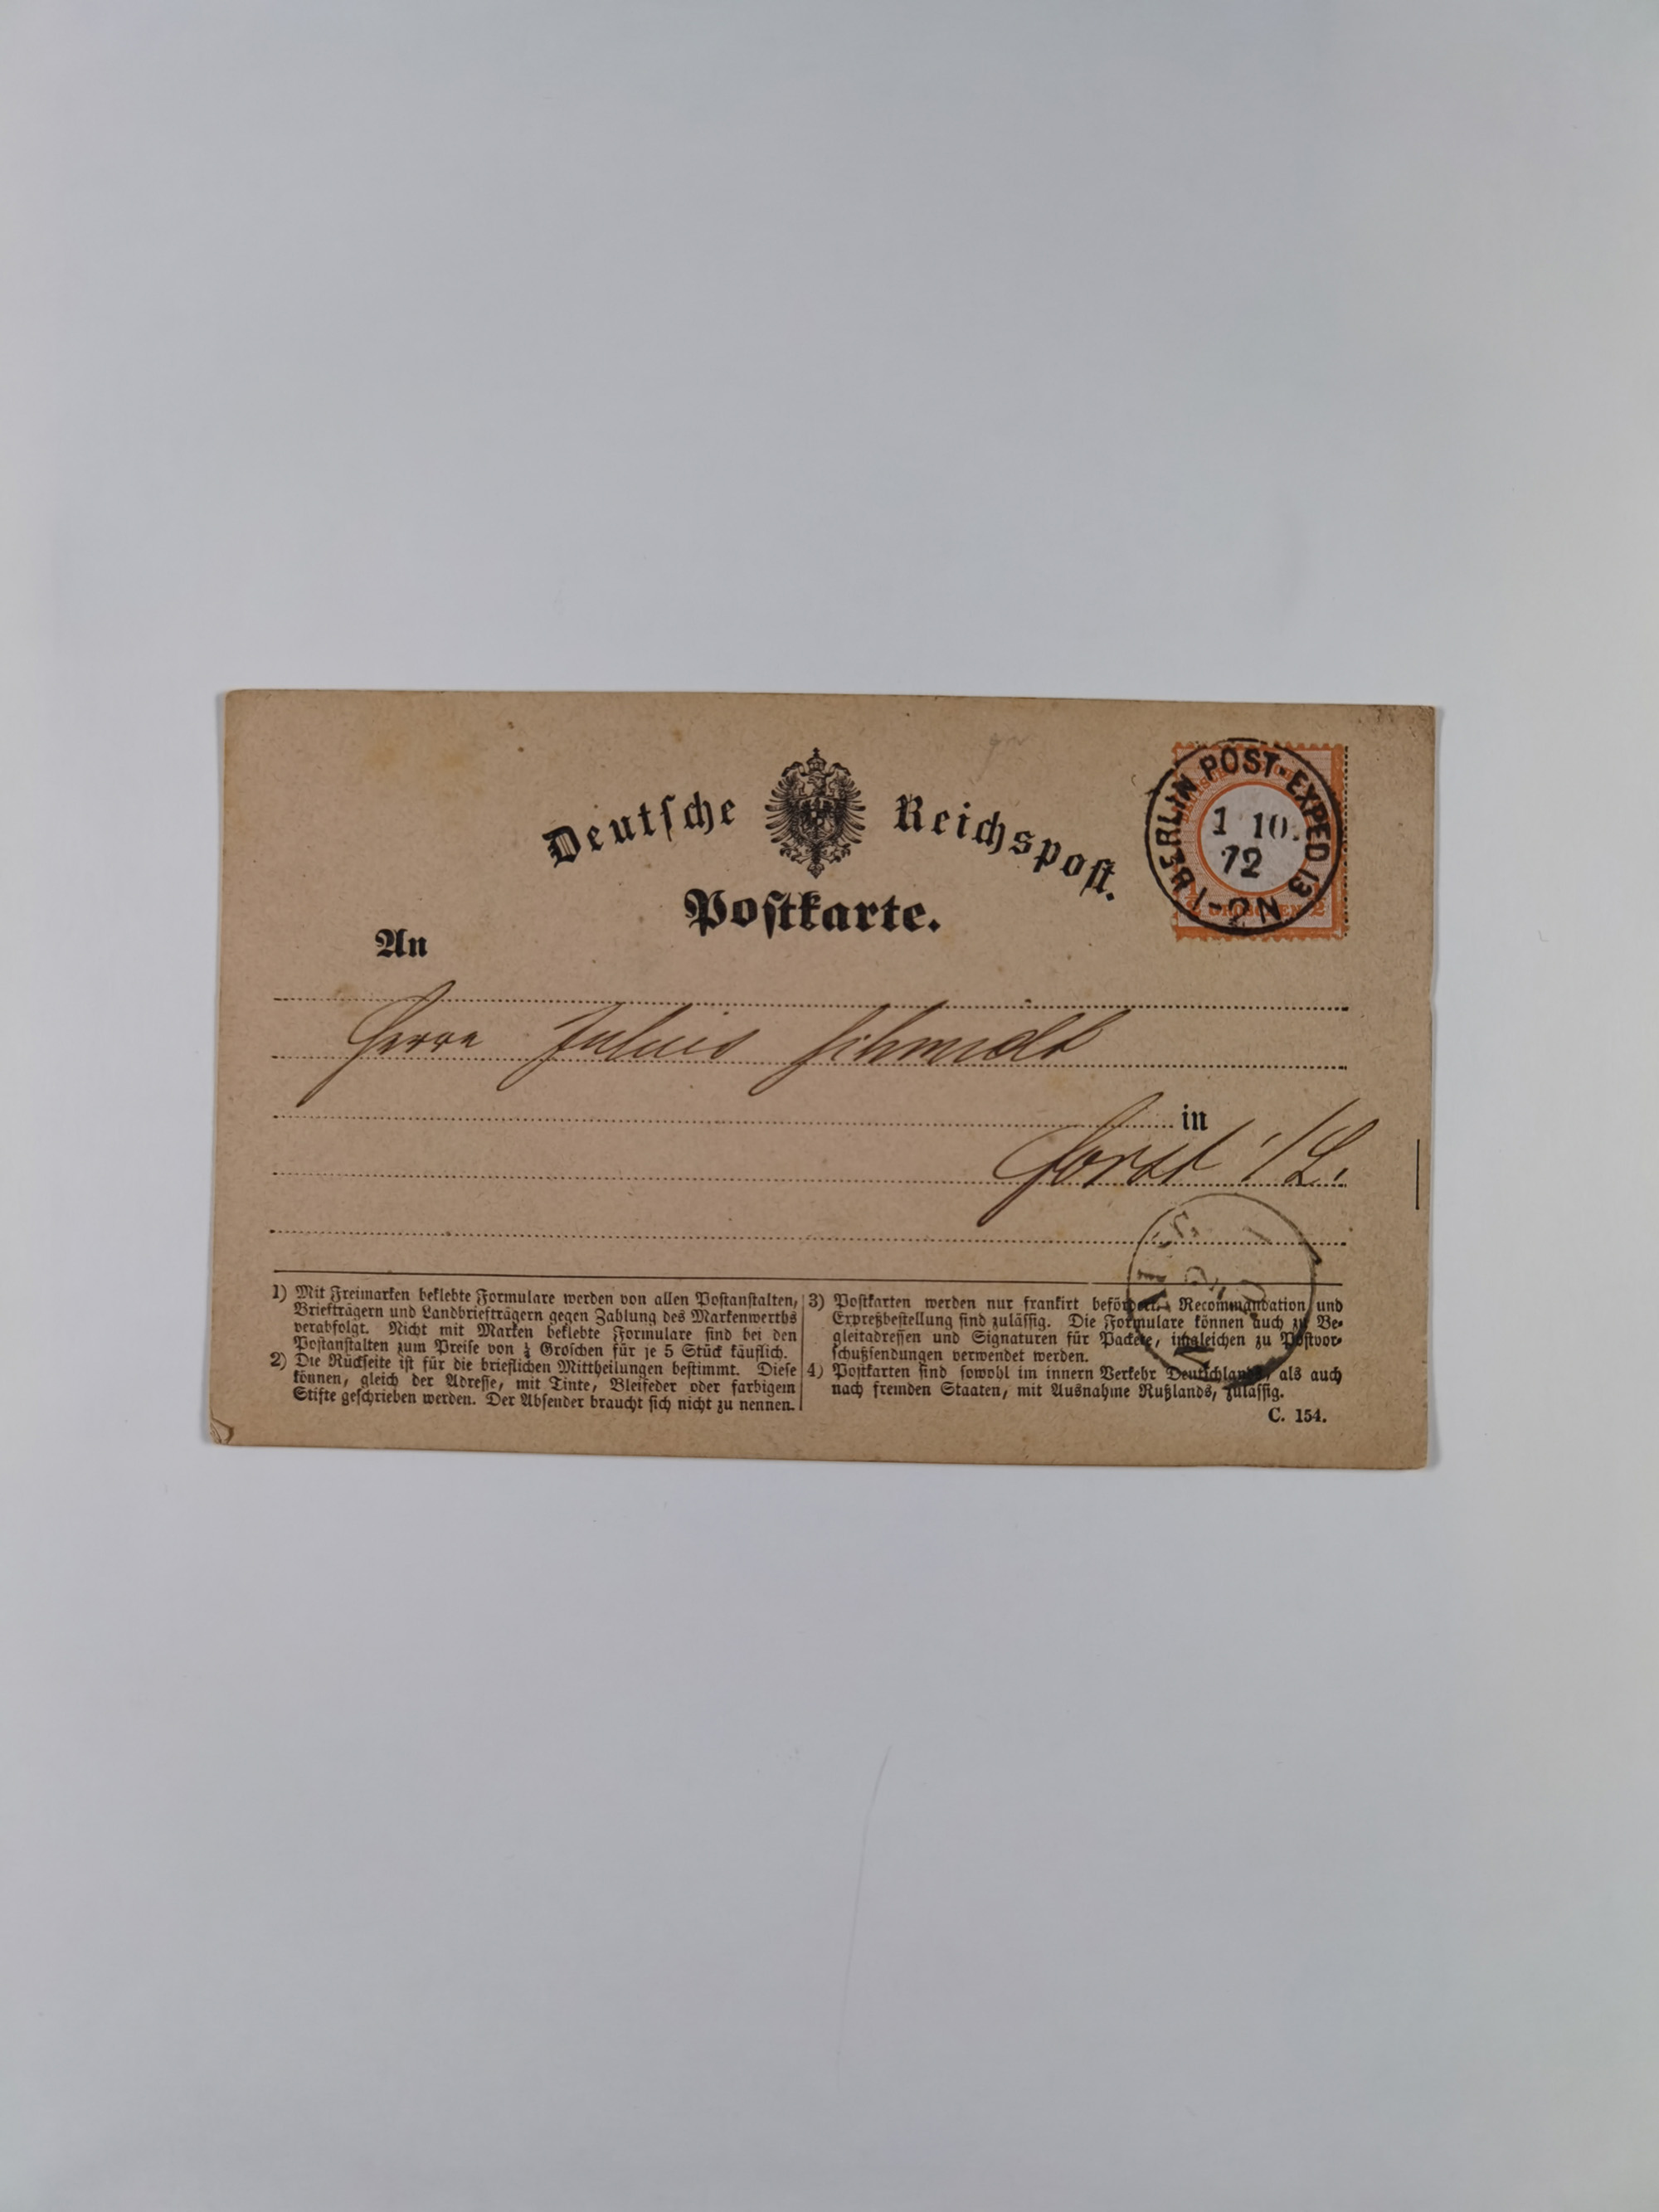 Deutsche Reichspost.
Postkarte.
BERLIN POST-EXPED 13
1 10.
72
1-2N
GROSCHEN
An
Herrn Julius Schmidt
in
Forst i/L.
1) Mit Freimarken beklebte Formulare werden von allen Postanstalten,
Briefträgern und Landbriefträgern gegen Zahlung des Markenwerths
verabfolgt. Nicht mit Marken beklebte Formulare sind bei den
Postanstalten zum Preise von ¼ Groschen für je 5 Stück käuflich.
2) Die Rückseite ist für die brieflichen Mittheilungen bestimmt. Diese
können, gleich der Adresse, mit Tinte, Bleifeder oder farbigem
Stifte geschrieben werden. Der Absender braucht sich nicht zu nennen.
3) Postkarten werden nur frankirt befördert. Recommandation und
Expreßbestellung sind zulässig. Die Formulare können auch zu Be-
gleitadressen und Signaturen für Packete, ingleichen zu Postvor-
schußsendungen verwendet werden.
4) Postkarten sind sowohl im innern Verkehr Deutschlands, als auch
nach fremden Staaten, mit Ausnahme Rußlands, zulässig.
C. 154.